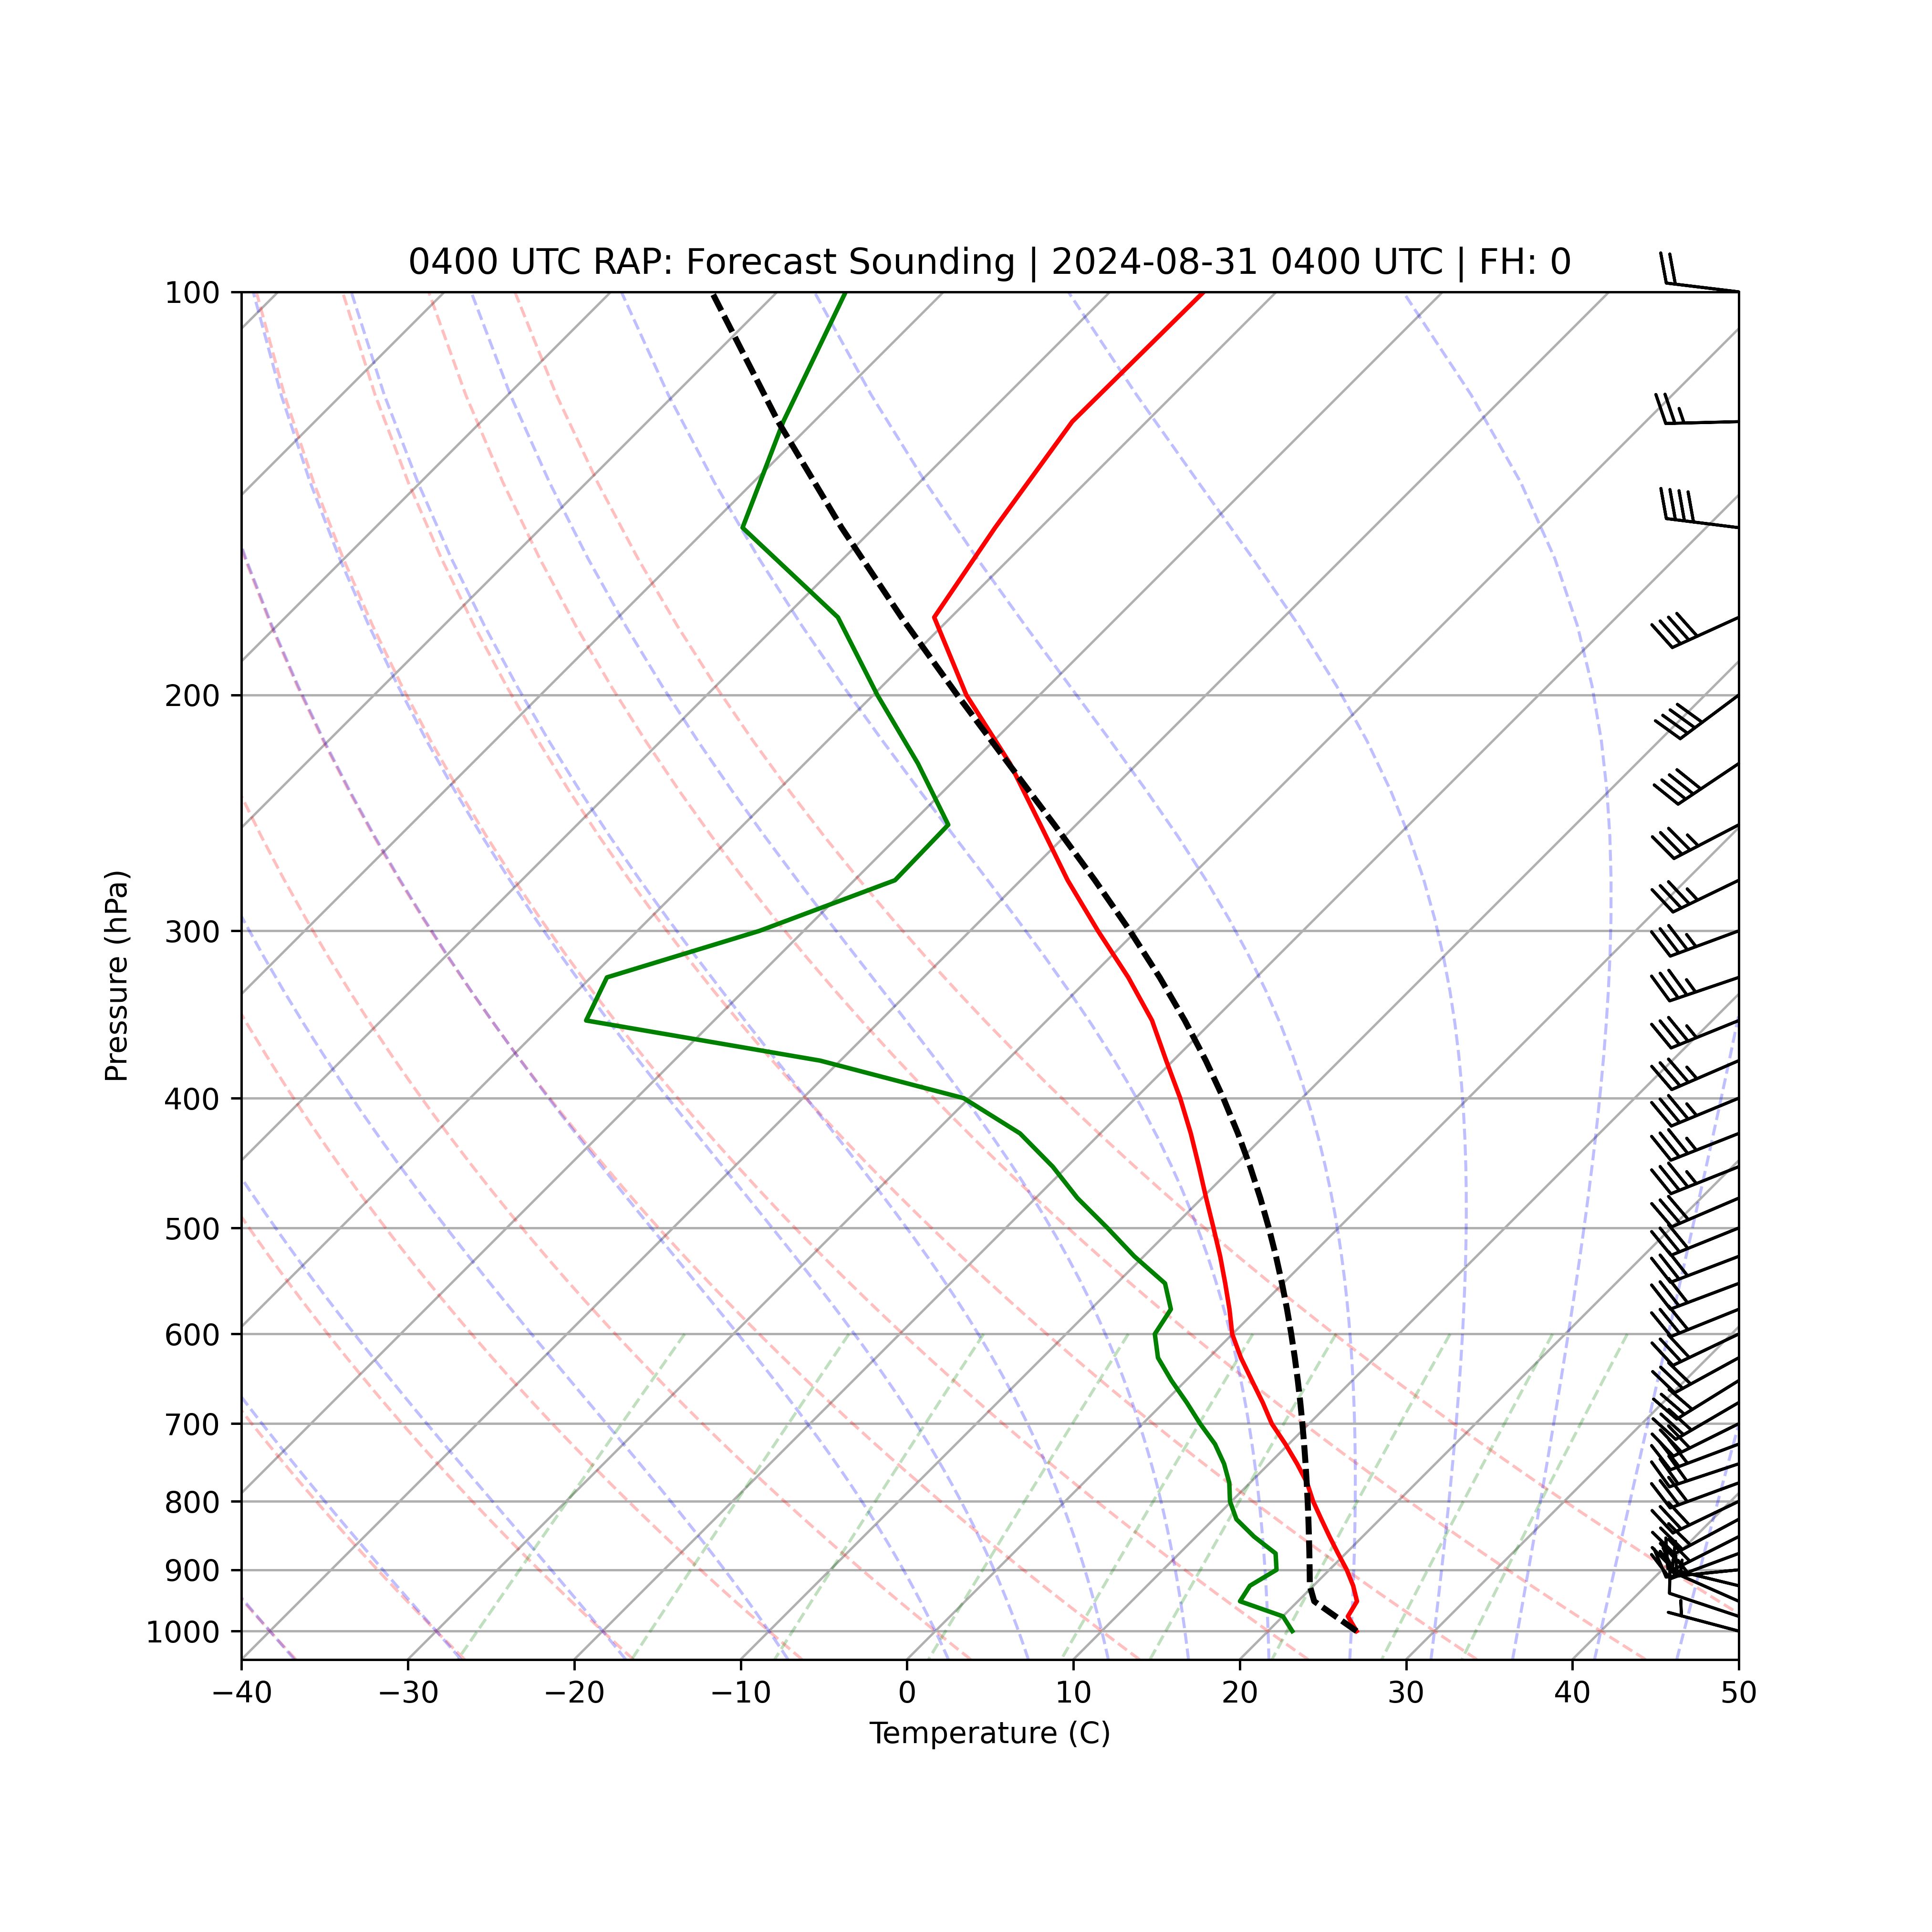 0400 UTC RAP: Forecast Sounding | 2024-08-31 0400 UTC | FH: 0
100
200
300
400
500
600
700
800
900
1000
Pressure (hPa)
−40 −30 −20 −10 0 10 20 30 40 50
Temperature (C)